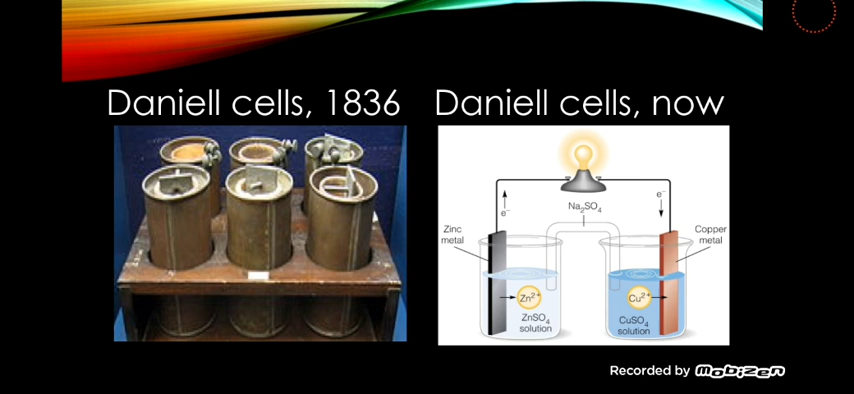 Daniell cells, 1836
Daniell cells, now
e⁻
e⁻
Na₂SO₄
Zinc
metal
Copper
metal
Zn²⁺
ZnSO₄
solution
Cu²⁺
CuSO₄
solution
Recorded by Mobizen